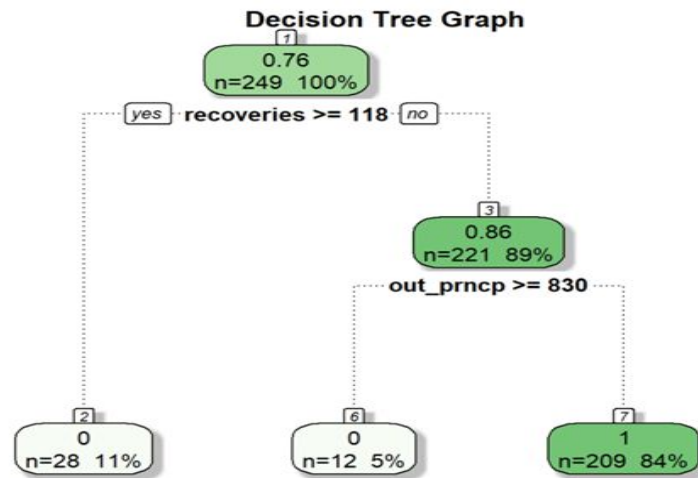 Decision Tree Graph
1
0.76
n=249 100%
yes recoveries >= 118 no
3
0.86
n=221 89%
out_prncp >= 830
2
0
n=28 11%
6
0
n=12 5%
7
1
n=209 84%